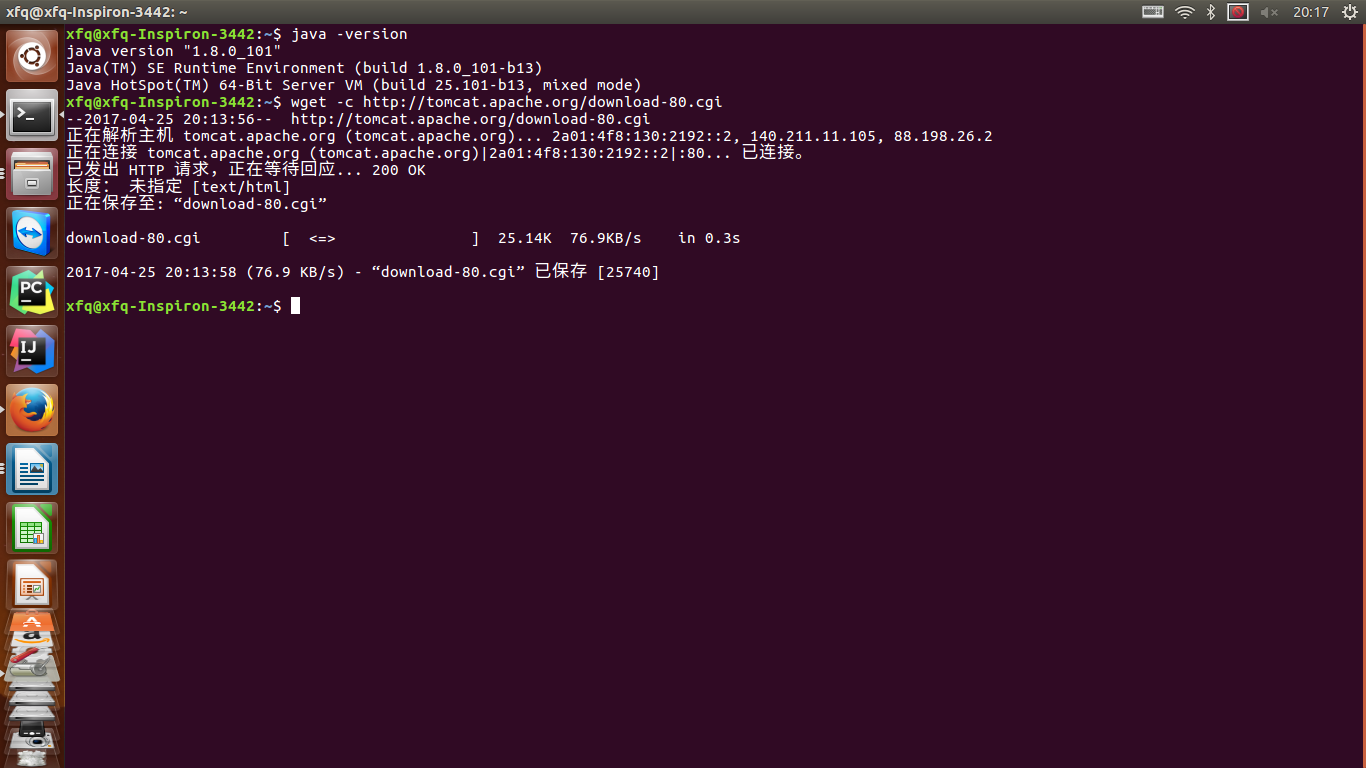 xfq@xfq-Inspiron-3442: ~
20:17
xfq@xfq-Inspiron-3442:~$ java -version
java version "1.8.0_101"
Java(TM) SE Runtime Environment (build 1.8.0_101-b13)
Java HotSpot(TM) 64-Bit Server VM (build 25.101-b13, mixed mode)
xfq@xfq-Inspiron-3442:~$ wget -c http://tomcat.apache.org/download-80.cgi
--2017-04-25 20:13:56--  http://tomcat.apache.org/download-80.cgi
正在解析主机 tomcat.apache.org (tomcat.apache.org)... 2a01:4f8:130:2192::2, 140.211.11.105, 88.198.26.2
正在连接 tomcat.apache.org (tomcat.apache.org)|2a01:4f8:130:2192::2|:80... 已连接。
已发出 HTTP 请求，正在等待回应... 200 OK
长度： 未指定 [text/html]
正在保存至: “download-80.cgi”
download-80.cgi         [  <=>               ]  25.14K  76.9KB/s    in 0.3s
2017-04-25 20:13:58 (76.9 KB/s) - “download-80.cgi” 已保存 [25740]
xfq@xfq-Inspiron-3442:~$
PC
IJ